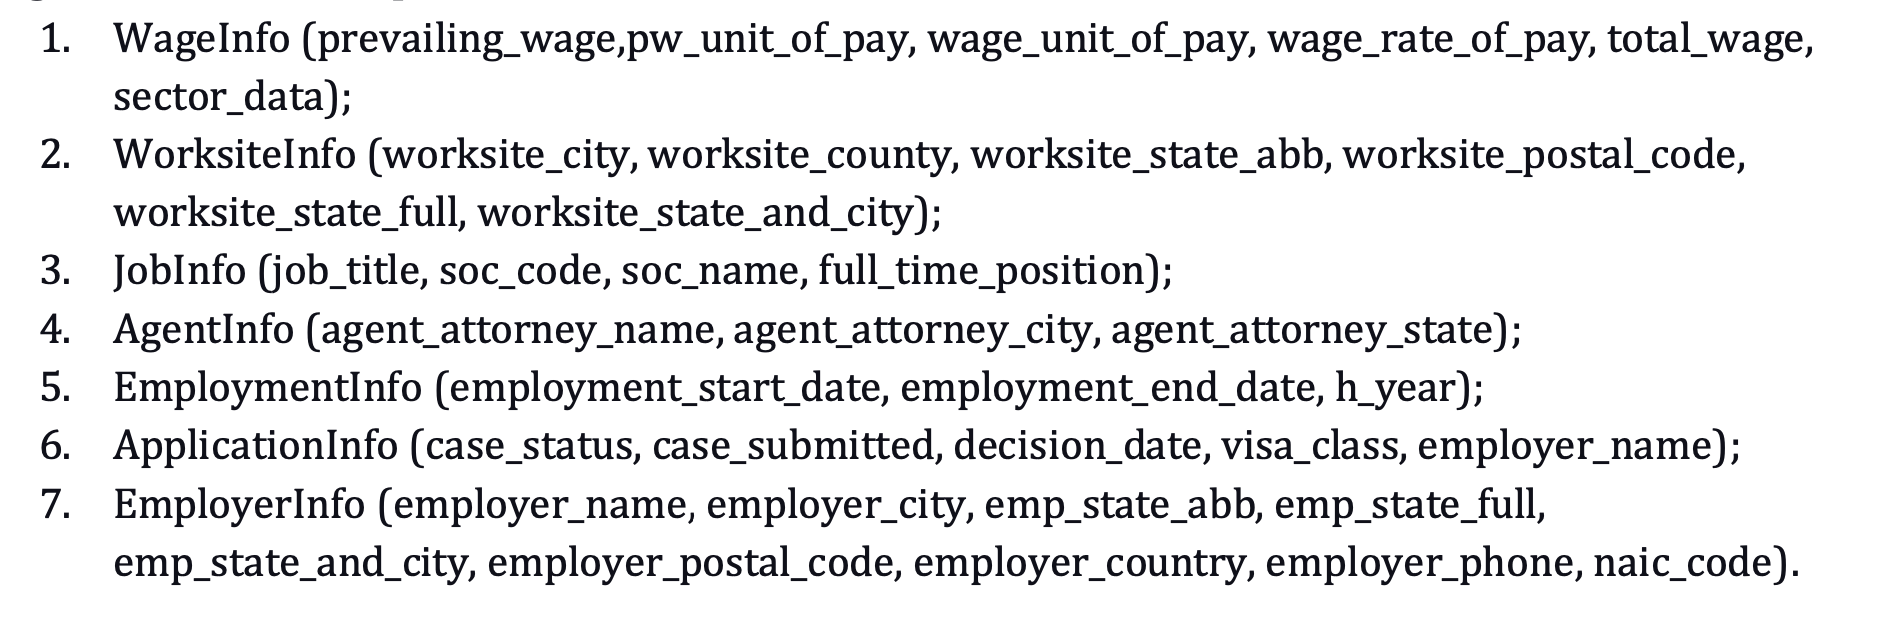 1. WageInfo (prevailing_wage,pw_unit_of_pay, wage_unit_of_pay, wage_rate_of_pay, total_wage,
sector_data);
2. WorksiteInfo (worksite_city, worksite_county, worksite_state_abb, worksite_postal_code,
worksite_state_full, worksite_state_and_city);
3. JobInfo (job_title, soc_code, soc_name, full_time_position);
4. AgentInfo (agent_attorney_name, agent_attorney_city, agent_attorney_state);
5. EmploymentInfo (employment_start_date, employment_end_date, h_year);
6. ApplicationInfo (case_status, case_submitted, decision_date, visa_class, employer_name);
7. EmployerInfo (employer_name, employer_city, emp_state_abb, emp_state_full,
emp_state_and_city, employer_postal_code, employer_country, employer_phone, naic_code).